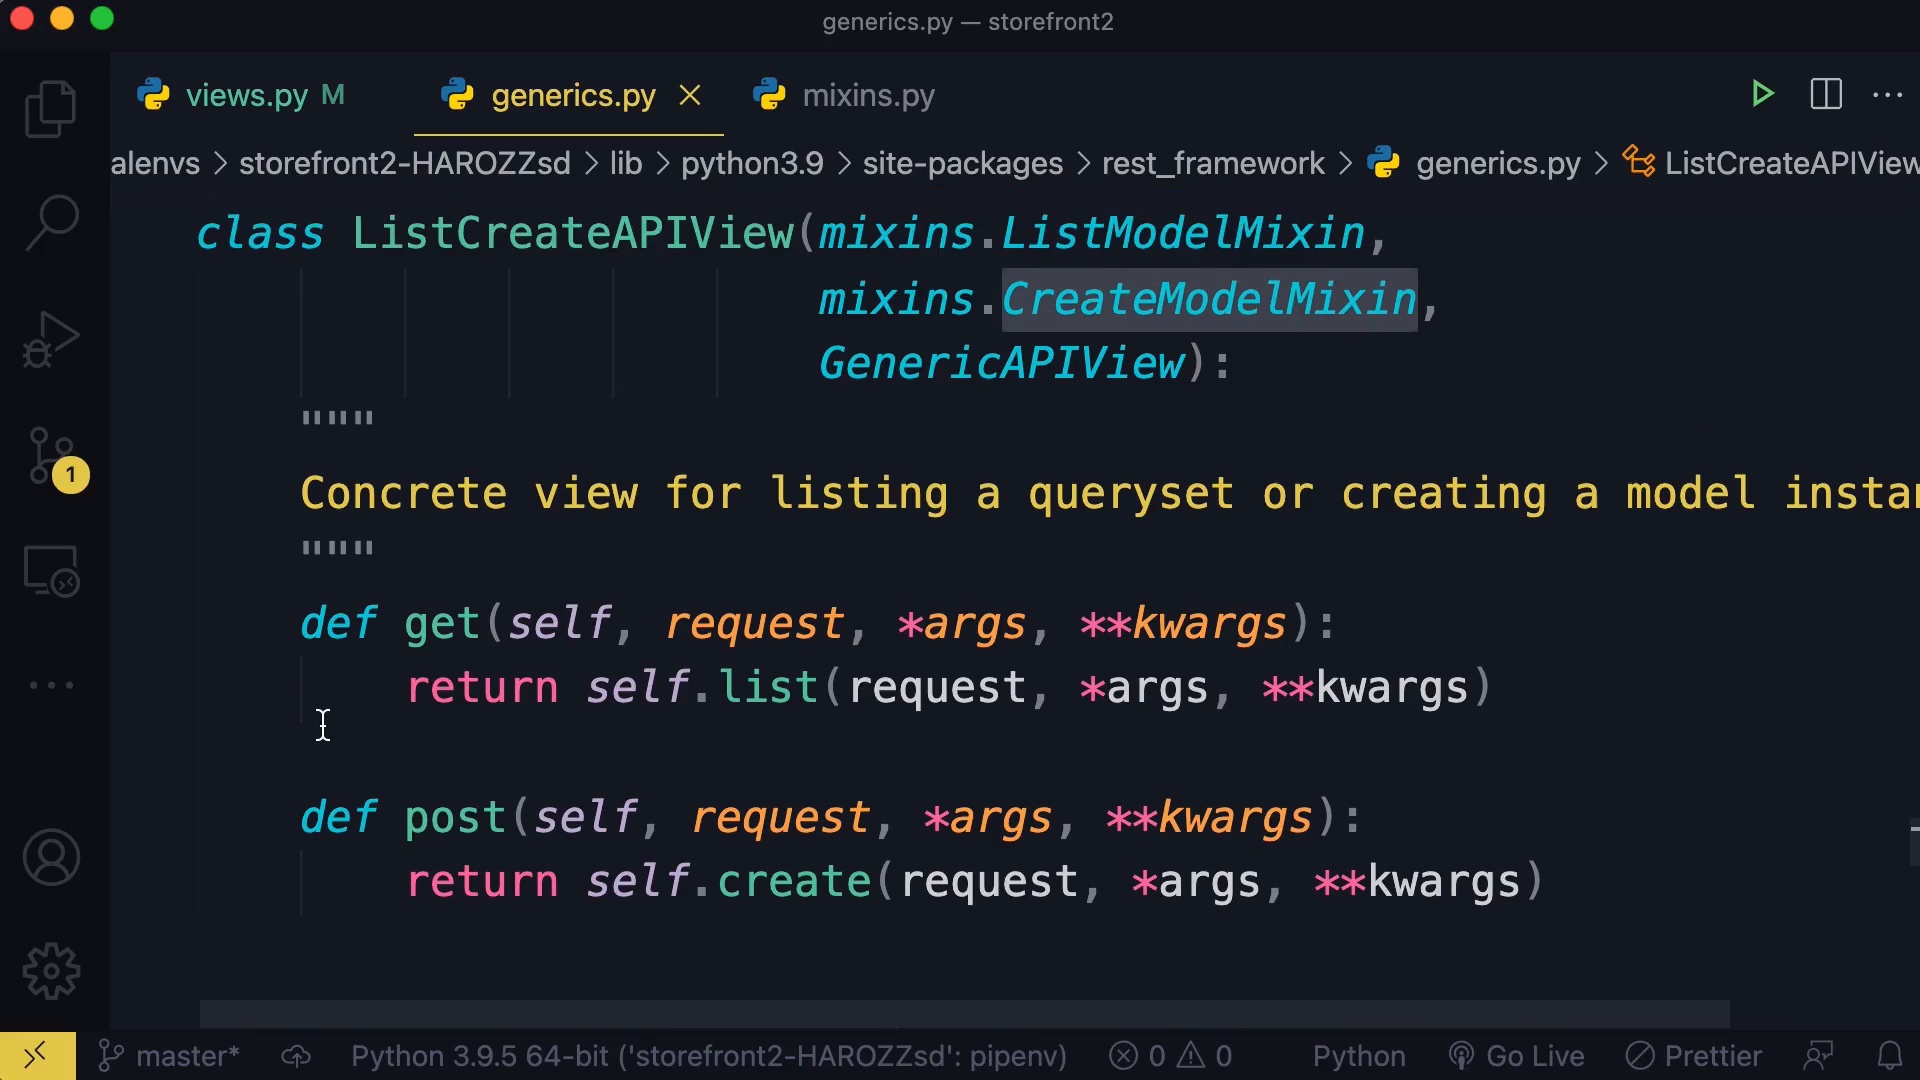 generics.py — storefront2
views.py M generics.py mixins.py
alenvs > storefront2-HAROZZsd > lib > python3.9 > site-packages > rest_framework > generics.py > ListCreateAPIView
class ListCreateAPIView(mixins.ListModelMixin,
mixins.CreateModelMixin,
GenericAPIView):
"""
Concrete view for listing a queryset or creating a model instan
"""
def get(self, request, *args, **kwargs):
return self.list(request, *args, **kwargs)
def post(self, request, *args, **kwargs):
return self.create(request, *args, **kwargs)
1
master* Python 3.9.5 64-bit ('storefront2-HAROZZsd': pipenv) 0 0 Python Go Live Prettier